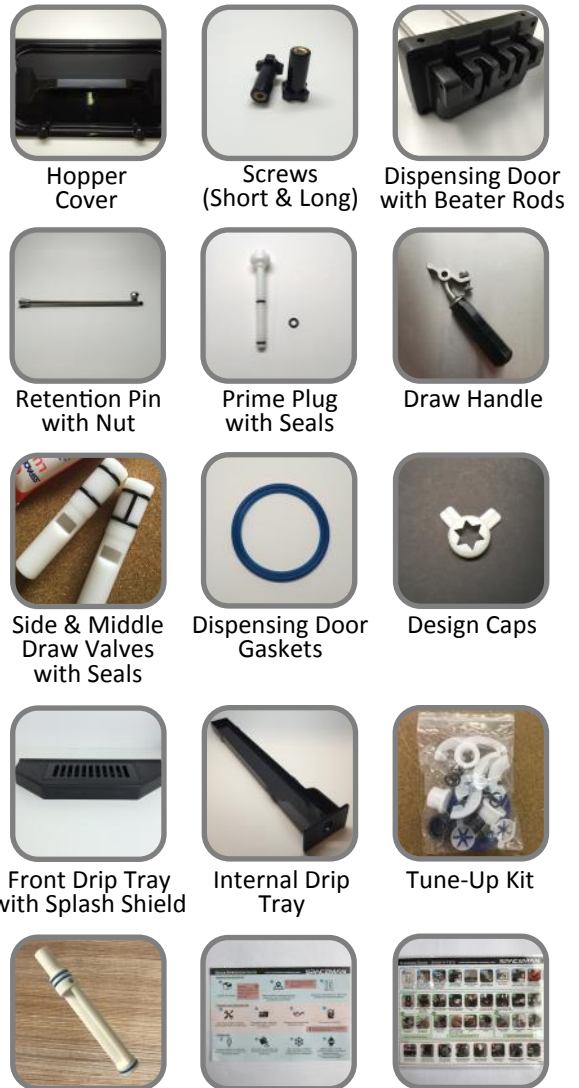 Hopper
Cover
Screws
(Short & Long)
Dispensing Door
with Beater Rods
Retention Pin
with Nut
Prime Plug
with Seals
Draw Handle
Side & Middle
Draw Valves
with Seals
Dispensing Door
Gaskets
Design Caps
Front Drip Tray
with Splash Shield
Internal Drip
Tray
Tune-Up Kit
SPACEMAN